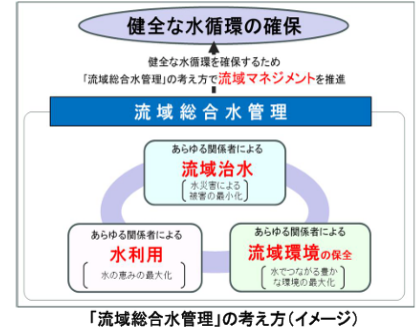 健全な水循環の確保
健全な水循環を確保するため
「流域総合水管理」の考え方で流域マネジメントを推進
流域総合水管理
あらゆる関係者による
流域治水
水災害による
被害の最小化
あらゆる関係者による
水利用
水の恵みの最大化
あらゆる関係者による
流域環境の保全
水でつながる豊か
な環境の最大化
「流域総合水管理」の考え方(イメージ)